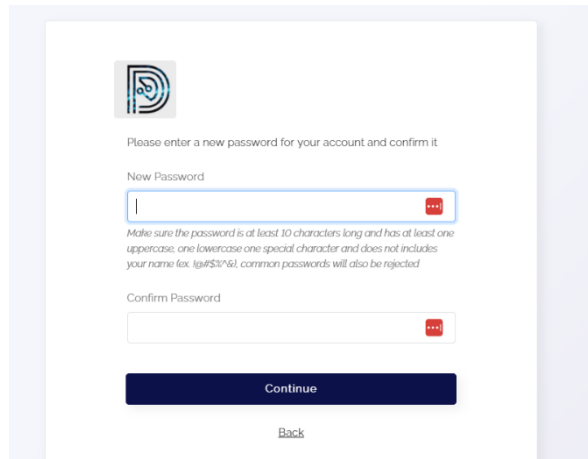 Please enter a new password for your account and confirm it
New Password
Make sure the password is at least 10 characters long and has at least one
uppercase, one lowercase one special character and does not includes
your name (ex. !@#$%^&), common passwords will also be rejected
Confirm Password
Continue
Back